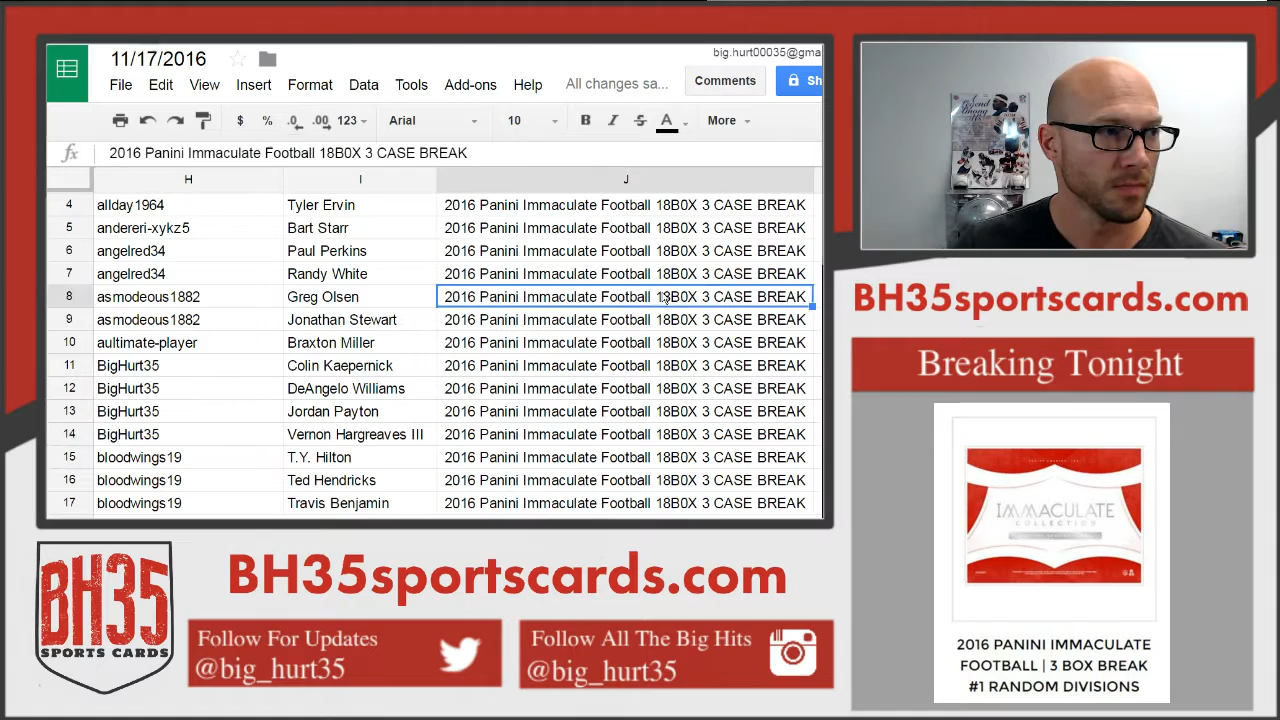 11/17/2016
big.hurt00035@gma
File Edit View Insert Format Data Tools Add-ons Help All changes sa... Comments Sh
$ % .0 .00 123 Arial 10 B I S A More
fx 2016 Panini Immaculate Football 18B0X 3 CASE BREAK
H I J
4 allday1964 Tyler Ervin 2016 Panini Immaculate Football 18B0X 3 CASE BREAK
5 andereri-xykz5 Bart Starr 2016 Panini Immaculate Football 18B0X 3 CASE BREAK
6 angelred34 Paul Perkins 2016 Panini Immaculate Football 18B0X 3 CASE BREAK
7 angelred34 Randy White 2016 Panini Immaculate Football 18B0X 3 CASE BREAK
8 asmodeous1882 Greg Olsen 2016 Panini Immaculate Football 18B0X 3 CASE BREAK
9 asmodeous1882 Jonathan Stewart 2016 Panini Immaculate Football 18B0X 3 CASE BREAK
10 aultimate-player Braxton Miller 2016 Panini Immaculate Football 18B0X 3 CASE BREAK
11 BigHurt35 Colin Kaepernick 2016 Panini Immaculate Football 18B0X 3 CASE BREAK
12 BigHurt35 DeAngelo Williams 2016 Panini Immaculate Football 18B0X 3 CASE BREAK
13 BigHurt35 Jordan Payton 2016 Panini Immaculate Football 18B0X 3 CASE BREAK
14 BigHurt35 Vernon Hargreaves III 2016 Panini Immaculate Football 18B0X 3 CASE BREAK
15 bloodwings19 T.Y. Hilton 2016 Panini Immaculate Football 18B0X 3 CASE BREAK
16 bloodwings19 Ted Hendricks 2016 Panini Immaculate Football 18B0X 3 CASE BREAK
17 bloodwings19 Travis Benjamin 2016 Panini Immaculate Football 18B0X 3 CASE BREAK
BH35sportscards.com
Breaking Tonight
IMMACULATE
COLLECTION
2016 PANINI IMMACULATE
FOOTBALL | 3 BOX BREAK
#1 RANDOM DIVISIONS
BH35
SPORTS CARDS
BH35sportscards.com
Follow For Updates
@big_hurt35
Follow All The Big Hits
@big_hurt35